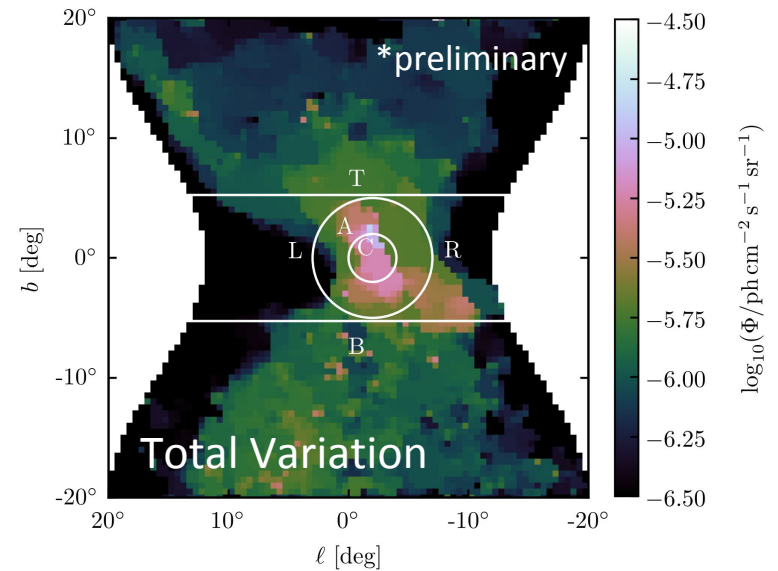 20°
*preliminary
10°
T
A
L
C
R
0°
b [deg]
B
-10°
Total Variation
-20°
20°
10°
0°
-10°
-20°
ℓ [deg]
−4.50
−4.75
−5.00
−5.25
−5.50
−5.75
−6.00
−6.25
−6.50
log₁₀(Φ/ph cm⁻² s⁻¹ sr⁻¹)